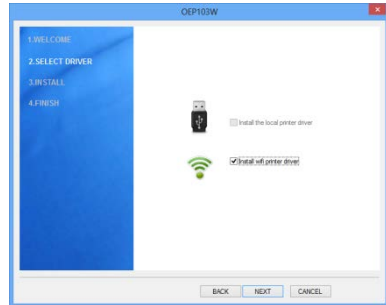 OEP103W
1.WELCOME
2.SELECT DRIVER
3.INSTALL
4.FINISH
Install the local printer driver
Install wifi printer driver
BACK NEXT CANCEL